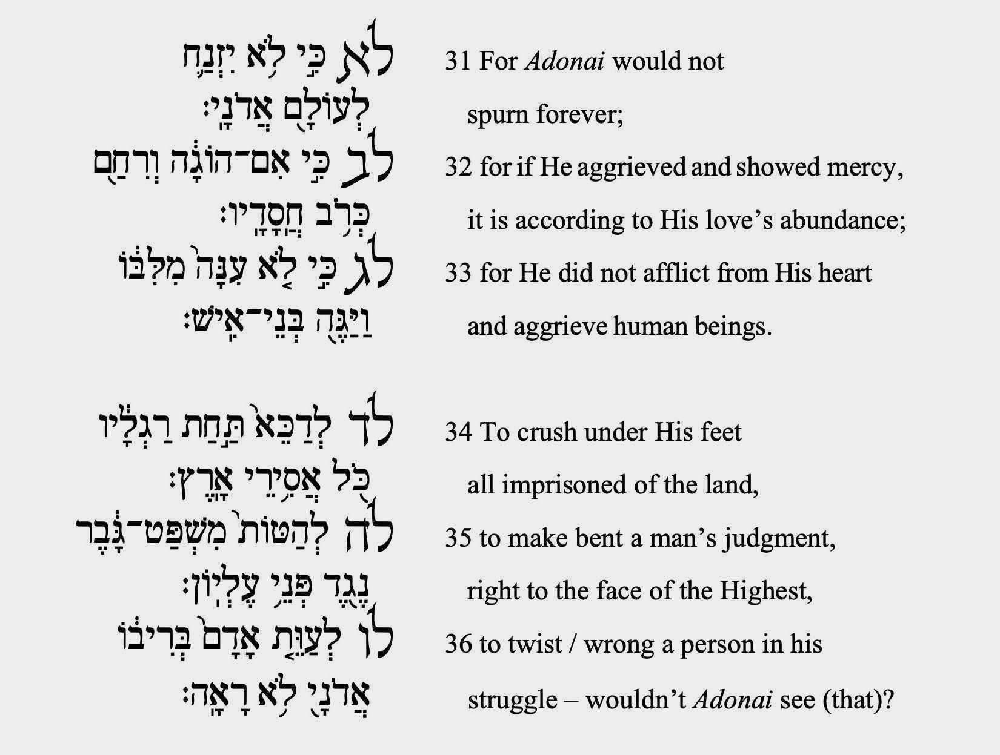 לא כִּ֣י לֹ֥א יִזְנַ֛ח
31 For Adonai would not
לְעוֹלָ֖ם אֲדֹנָֽי׃
spurn forever;
לב כִּ֣י אִם־הוֹגָ֔ה וְרִחַ֖ם
32 for if He aggrieved and showed mercy,
כְּרֹ֥ב חֲסָדָֽיו׃
it is according to His love’s abundance;
לג כִּ֣י לֹ֤א עִנָּה֙ מִלִּבּ֔וֹ
33 for He did not afflict from His heart
וַיַּגֶּ֖ה בְּנֵי־אִֽישׁ׃
and aggrieve human beings.
לד לְדַכֵּא֙ תַּ֣חַת רַגְלָ֔יו
34 To crush under His feet
כֹּ֖ל אֲסִ֥ירֵי אָֽרֶץ׃
all imprisoned of the land,
לה לְהַטּוֹת֙ מִשְׁפַּט־גָּ֔בֶר
35 to make bent a man’s judgment,
נֶ֖גֶד פְּנֵ֥י עֶלְיֽוֹן׃
right to the face of the Highest,
לו לְעַוֵּ֤ת אָדָם֙ בְּרִיב֔וֹ
36 to twist / wrong a person in his
אֲדֹנָ֖י לֹ֥א רָאָֽה׃
struggle – wouldn’t Adonai see (that)?